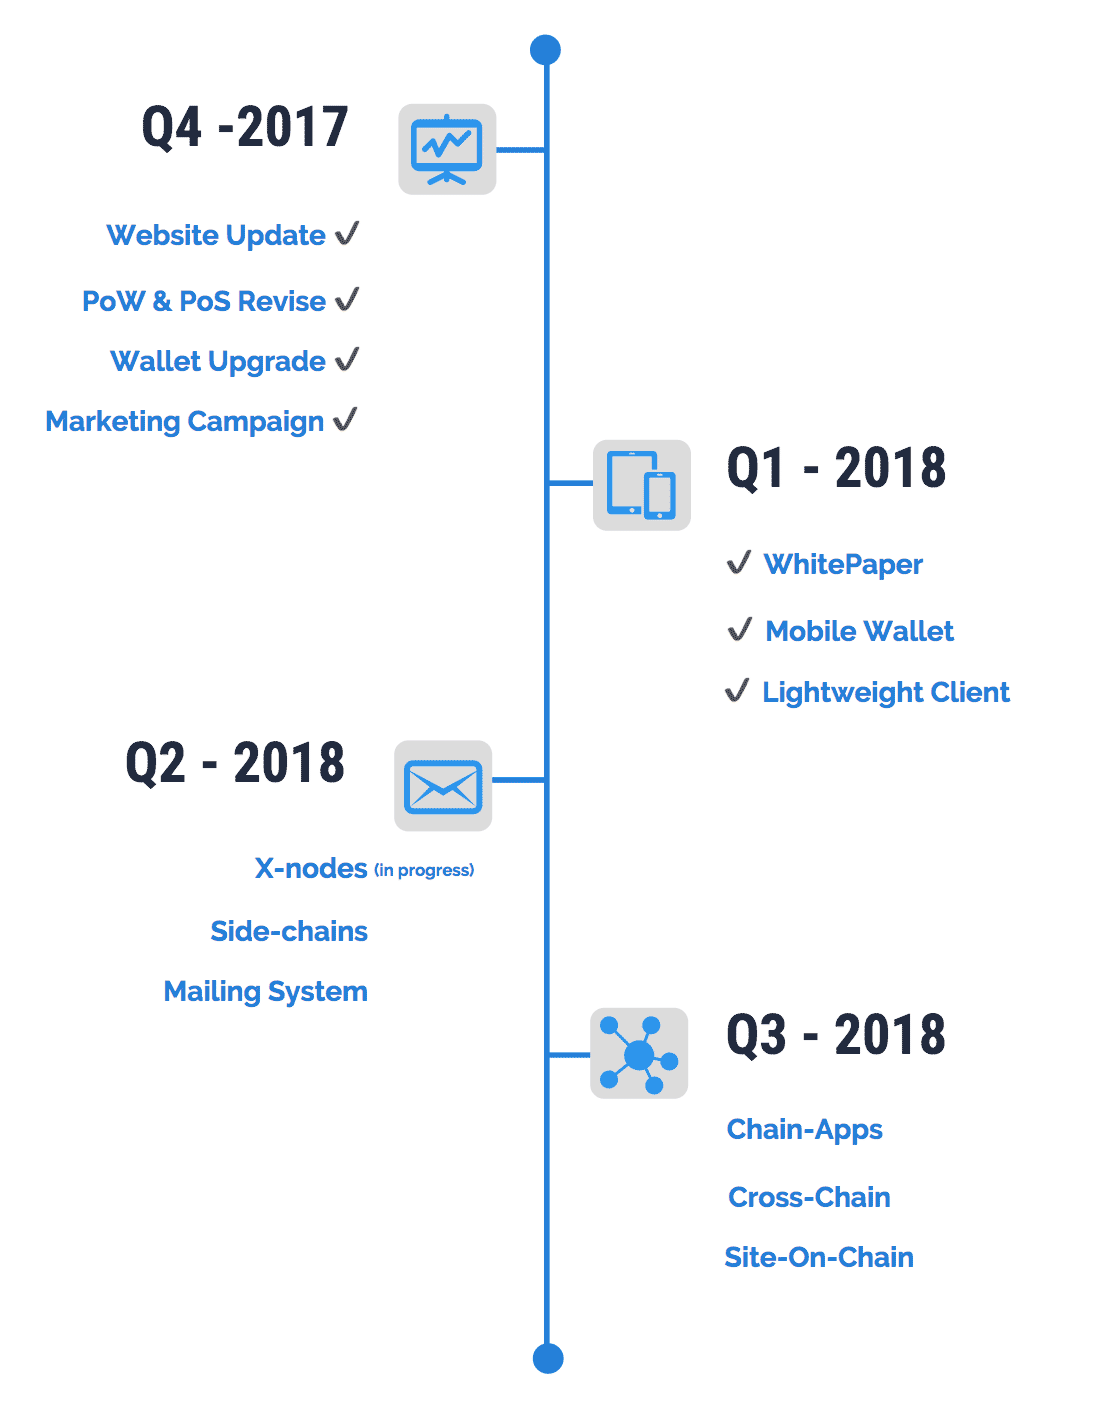 Q4 -2017
Website Update ✓
PoW & PoS Revise ✓
Wallet Upgrade ✓
Marketing Campaign ✓
Q1 - 2018
✓ WhitePaper
✓ Mobile Wallet
✓ Lightweight Client
Q2 - 2018
X-nodes (in progress)
Side-chains
Mailing System
Q3 - 2018
Chain-Apps
Cross-Chain
Site-On-Chain